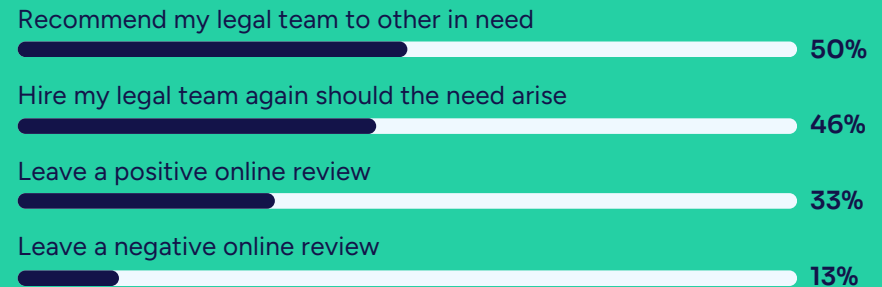 Recommend my legal team to other in need
50%
Hire my legal team again should the need arise
46%
Leave a positive online review
33%
Leave a negative online review
13%